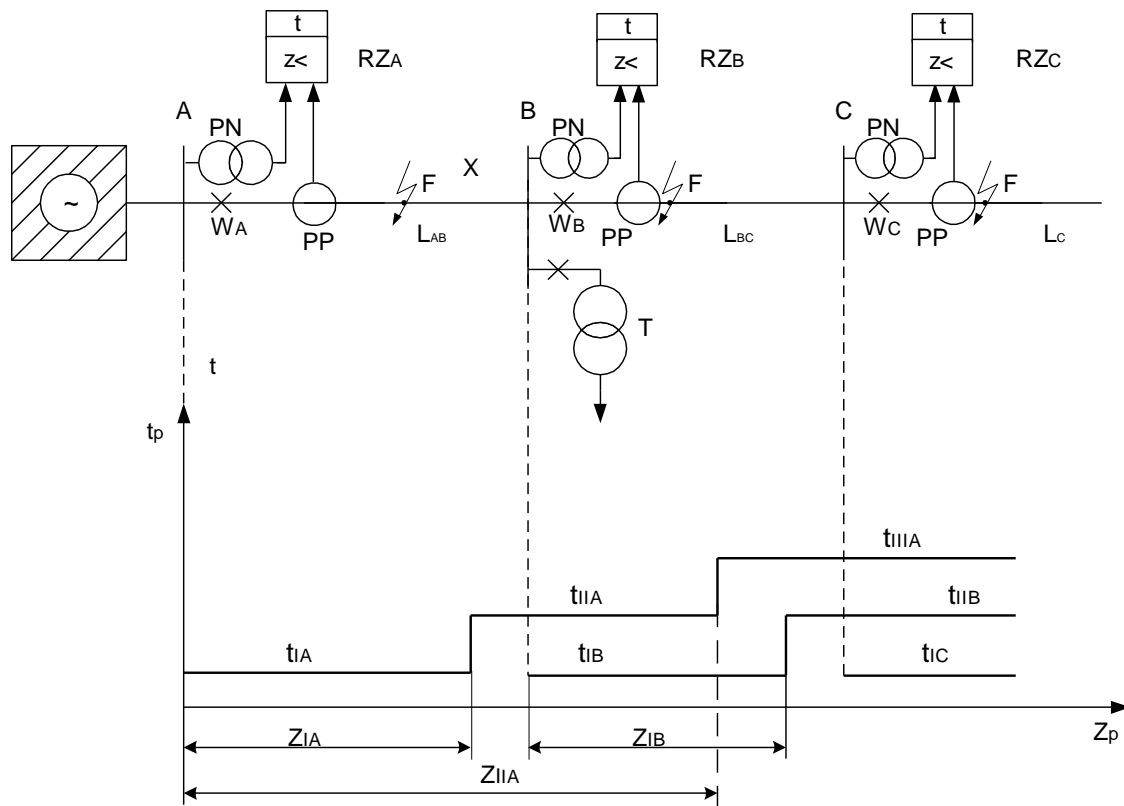 t
z<
RZA
t
z<
RZB
t
z<
RZC
A
PN
B
PN
C
PN
X
F
F
F
~
WA
PP
LAB
WB
PP
LBC
WC
PP
LC
T
t
tp
tIIIA
tIIA
tIIB
tIA
tIB
tIC
Zp
ZIA
ZIB
ZIIA